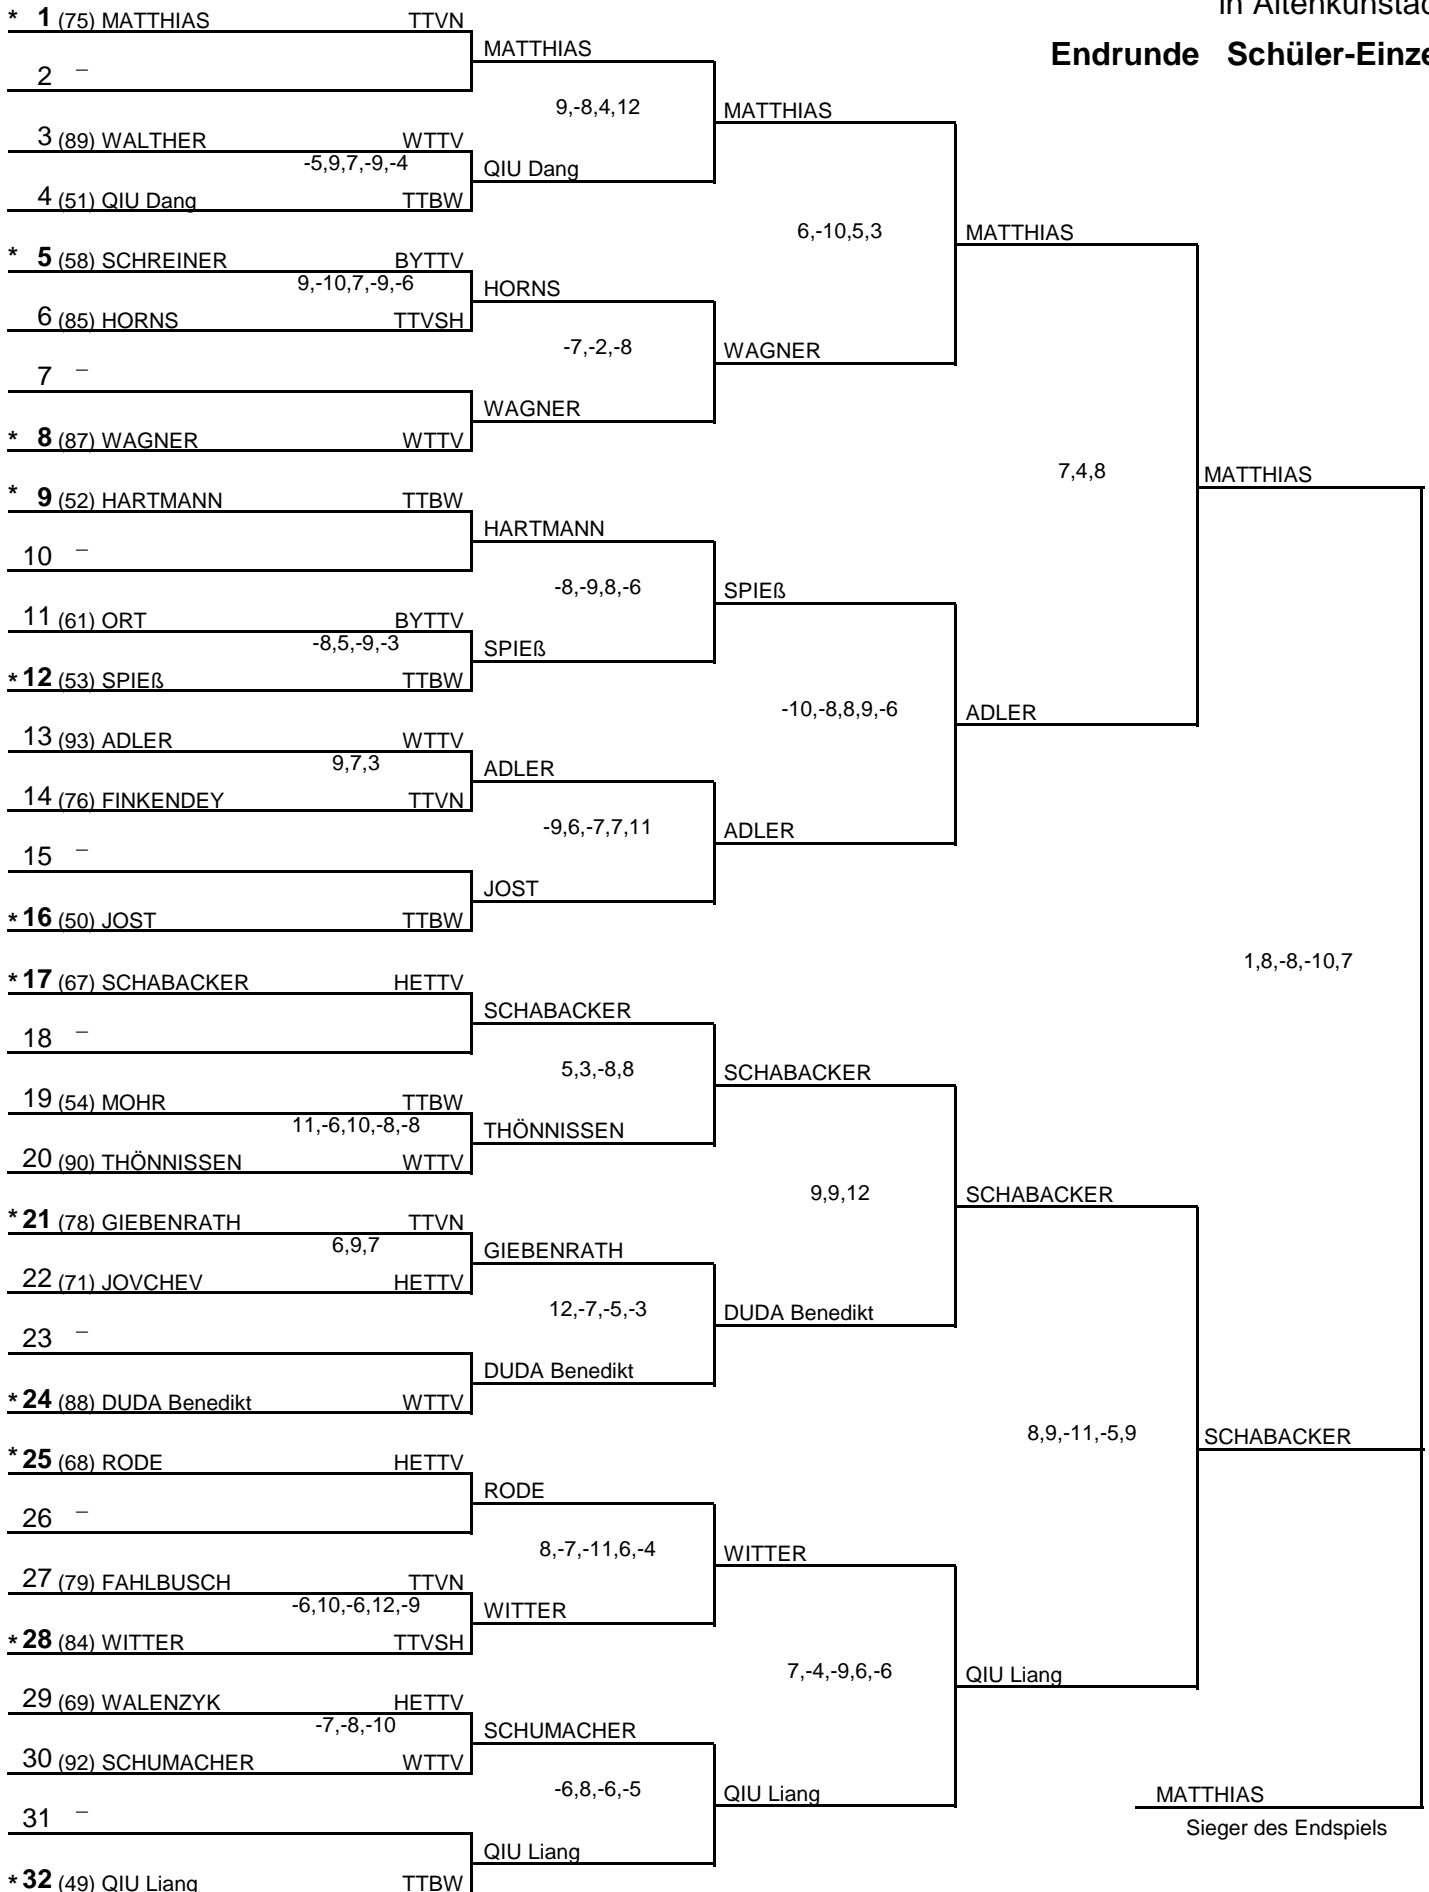 in Altenkunstad
Endrunde Schüler-Einze
* 1 (75) MATTHIAS TTVN
MATTHIAS
2 –
9,-8,4,12
MATTHIAS
3 (89) WALTHER WTTV
-5,9,7,-9,-4
QIU Dang
4 (51) QIU Dang TTBW
6,-10,5,3
MATTHIAS
* 5 (58) SCHREINER BYTTV
9,-10,7,-9,-6
HORNS
6 (85) HORNS TTVSH
-7,-2,-8
WAGNER
7 –
WAGNER
* 8 (87) WAGNER WTTV
7,4,8
MATTHIAS
* 9 (52) HARTMANN TTBW
HARTMANN
10 –
-8,-9,8,-6
SPIEß
11 (61) ORT BYTTV
-8,5,-9,-3
SPIEß
* 12 (53) SPIEß TTBW
-10,-8,8,9,-6
ADLER
13 (93) ADLER WTTV
9,7,3
ADLER
14 (76) FINKENDEY TTVN
-9,6,-7,7,11
ADLER
15 –
JOST
* 16 (50) JOST TTBW
1,8,-8,-10,7
* 17 (67) SCHABACKER HETTV
SCHABACKER
18 –
5,3,-8,8
SCHABACKER
19 (54) MOHR TTBW
11,-6,10,-8,-8
THÖNNISSEN
20 (90) THÖNNISSEN WTTV
9,9,12
SCHABACKER
* 21 (78) GIEBENRATH TTVN
6,9,7
GIEBENRATH
22 (71) JOVCHEV HETTV
12,-7,-5,-3
DUDA Benedikt
23 –
DUDA Benedikt
* 24 (88) DUDA Benedikt WTTV
8,9,-11,-5,9
SCHABACKER
* 25 (68) RODE HETTV
RODE
26 –
8,-7,-11,6,-4
WITTER
27 (79) FAHLBUSCH TTVN
-6,10,-6,12,-9
WITTER
* 28 (84) WITTER TTVSH
7,-4,-9,6,-6
QIU Liang
29 (69) WALENZYK HETTV
-7,-8,-10
SCHUMACHER
30 (92) SCHUMACHER WTTV
-6,8,-6,-5
QIU Liang
MATTHIAS
31 –
Sieger des Endspiels
QIU Liang
* 32 (49) QIU Liang TTBW